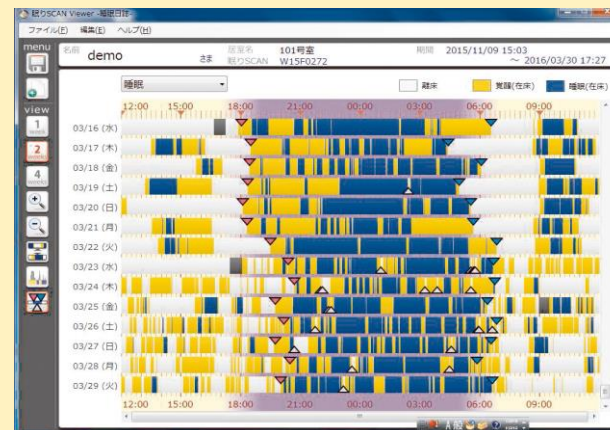 眠りSCAN Viewer -睡眠日誌-
ファイル(F) 編集(E) ヘルプ(H)
menu
名前 demo さま
居室名 101号室
眠りSCAN W15F0272
期間 2015/11/09 15:03
～ 2016/03/30 17:27
睡眠
離床 覚醒(在床) 睡眠(在床)
view
1
2
4
12:00 15:00 18:00 21:00 00:00 03:00 06:00 09:00
03/16 (水)
03/17 (木)
03/18 (金)
03/19 (土)
03/20 (日)
03/21 (月)
03/22 (火)
03/23 (水)
03/24 (木)
03/25 (金)
03/26 (土)
03/27 (日)
03/28 (月)
03/29 (火)
12:00 15:00 18:00 21:00 00:00 03:00 06:00 09:00